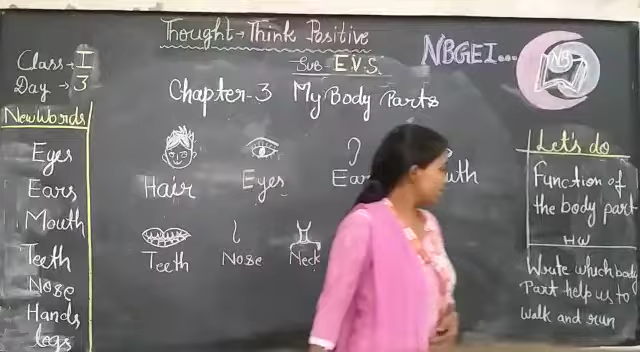 Thought → Think Positive
Class → I
Day → 3
Sub E.V.S.
NBGEI...
NB
Chapter-3 My Body Parts
New Words
Eyes
Ears
Mouth
Teeth
Nose
Hands
legs
Hair
Eyes
Teeth
Nose
Neck
Let's do
Function of
the body part
HW
Write which body
Part help us to
walk and run